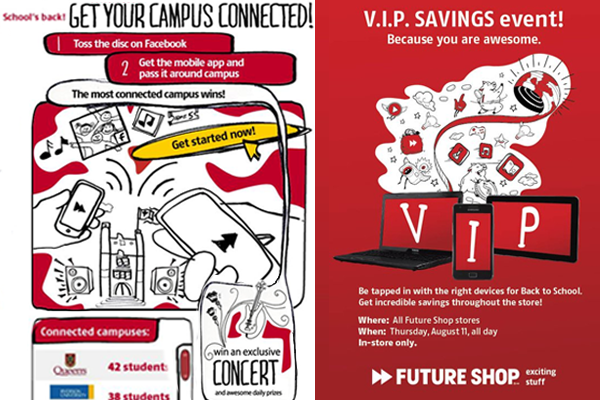 School's back! GET YOUR CAMPUS CONNECTED!
1 Toss the disc on Facebook
2 Get the mobile app and
pass it around campus
The most connected campus wins!
Get started now!
win an exclusive
CONCERT
and awesome daily prizes
Connected campuses:
Queens
42 students
38 students
V.I.P. SAVINGS event!
Because you are awesome.
V I P
Be tapped in with the right devices for Back to School.
Get incredible savings throughout the store!
Where: All Future Shop stores
When: Thursday, August 11, all day
In-store only.
FUTURE SHOP exciting
stuff